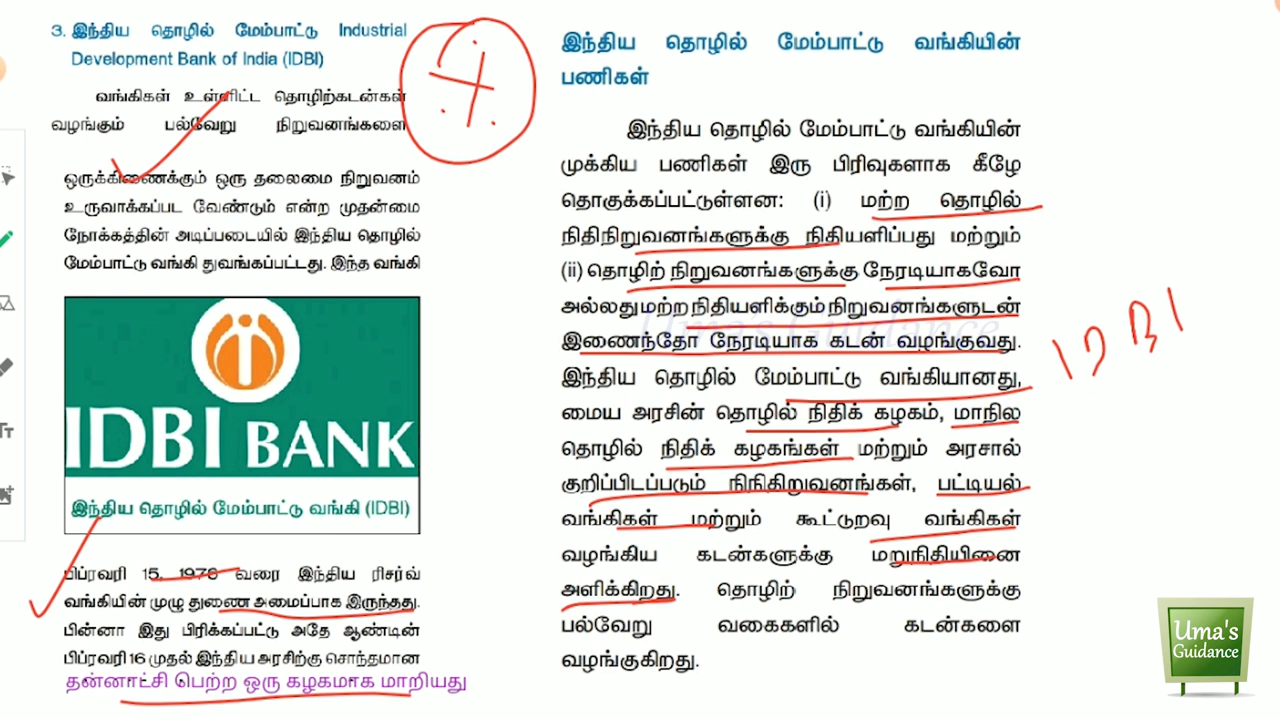 3. இந்திய தொழில் மேம்பாட்டு Industrial
Development Bank of India (IDBI)
வங்கிகள் உள்ளிட்ட தொழிற்கடன்கள்
வழங்கும் பல்வேறு நிறுவனங்களை
ஒருக்கிணைக்கும் ஒரு தலைமை நிறுவனம்
உருவாக்கப்பட வேண்டும் என்ற முதன்மை
நோக்கத்தின் அடிப்படையில் இந்திய தொழில்
மேம்பாட்டு வங்கி துவங்கப்பட்டது. இந்த வங்கி
IDBI BANK
இந்திய தொழில் மேம்பாட்டு வங்கி (IDBI)
பிப்ரவரி 15, 1976 வரை இந்திய ரிசர்வ்
வங்கியின் முழு துணை அமைப்பாக இருந்தது.
பின்னா இது பிரிக்கப்பட்டு அதே ஆண்டின்
பிப்ரவரி 16 முதல் இந்திய அரசிற்கு சொந்தமான
தன்னாட்சி பெற்ற ஒரு கழகமாக மாறியது
இந்திய தொழில் மேம்பாட்டு வங்கியின்
பணிகள்
இந்திய தொழில் மேம்பாட்டு வங்கியின்
முக்கிய பணிகள் இரு பிரிவுகளாக கீழே
தொகுக்கப்பட்டுள்ளன: (i) மற்ற தொழில்
நிதிநிறுவனங்களுக்கு நிதியளிப்பது மற்றும்
(ii) தொழிற் நிறுவனங்களுக்கு நேரடியாகவோ
அல்லது மற்ற நிதியளிக்கும் நிறுவனங்களுடன்
இணைந்தோ நேரடியாக கடன் வழங்குவது.
இந்திய தொழில் மேம்பாட்டு வங்கியானது,
மைய அரசின் தொழில் நிதிக் கழகம், மாநில
தொழில் நிதிக் கழகங்கள் மற்றும் அரசால்
குறிப்பிடப்படும் நிநிகிறுவனங்கள், பட்டியல்
வங்கிகள் மற்றும் கூட்டுறவு வங்கிகள்
வழங்கிய கடன்களுக்கு மறுநிதியினை
அளிக்கிறது. தொழிற் நிறுவனங்களுக்கு
பல்வேறு வகைகளில் கடன்களை
வழங்குகிறது.
Uma's Guidance
IDBI
Uma's
Guidance